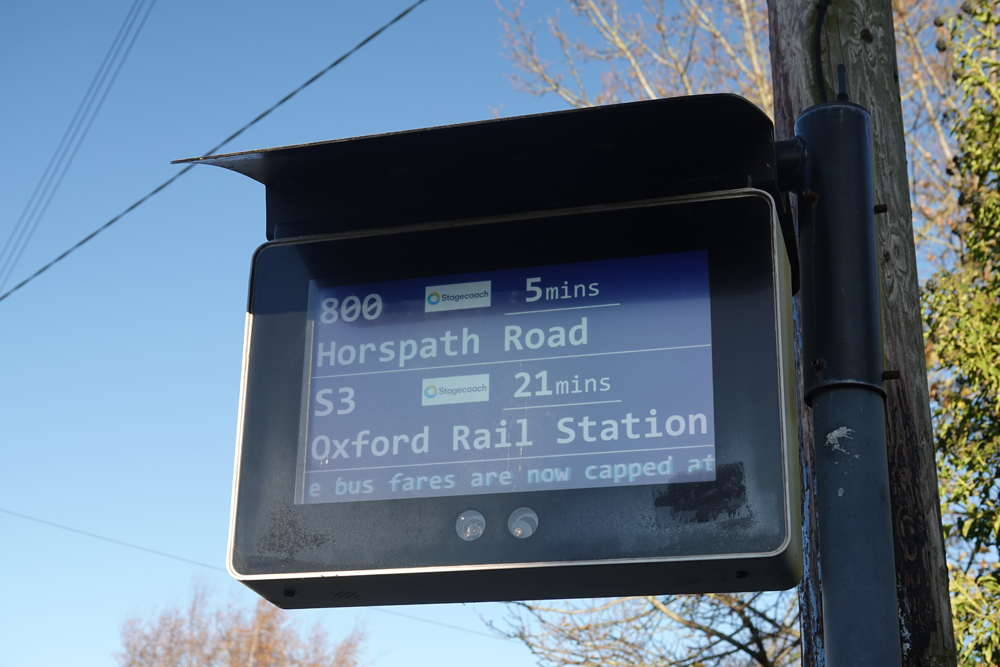 800 Stagecoach 5mins
Horspath Road
S3 Stagecoach 21mins
Oxford Rail Station
e bus fares are now capped at